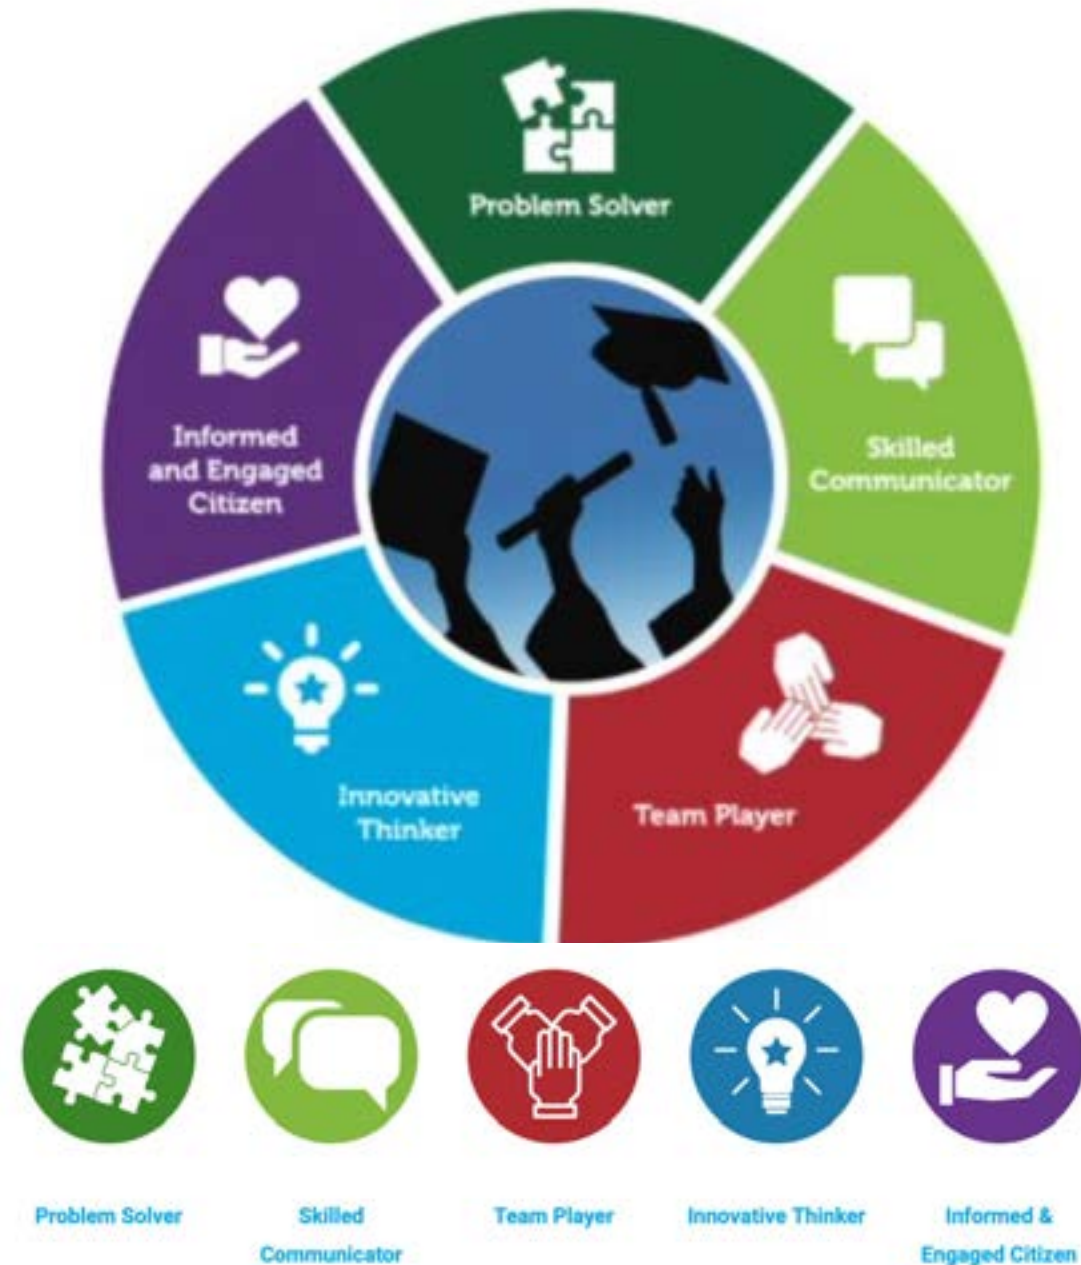 Problem Solver
Informed
and Engaged
Citizen
Skilled
Communicator
Innovative
Thinker
Team Player
Problem Solver
Skilled
Communicator
Team Player
Innovative Thinker
Informed &
Engaged Citizen